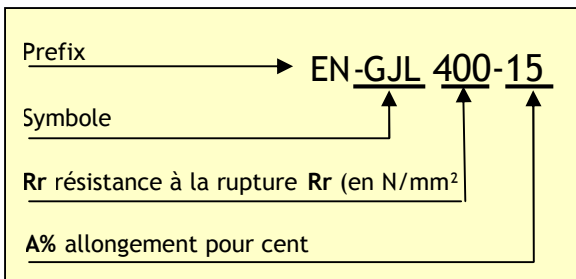 Prefix
EN-GJL 400-15
Symbole
Rr résistance à la rupture Rr (en N/mm²
A% allongement pour cent